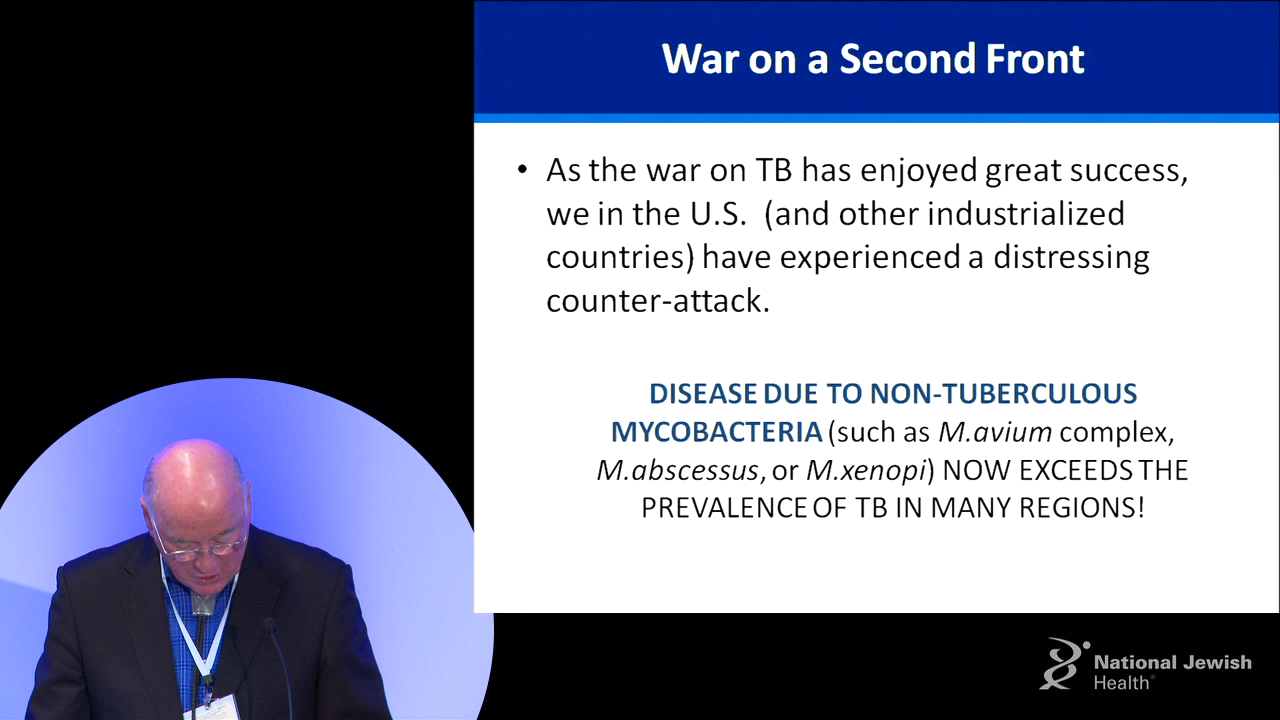 War on a Second Front
• As the war on TB has enjoyed great success,
we in the U.S. (and other industrialized
countries) have experienced a distressing
counter-attack.
DISEASE DUE TO NON-TUBERCULOUS
MYCOBACTERIA (such as M.avium complex,
M.abscessus, or M.xenopi) NOW EXCEEDS THE
PREVALENCE OF TB IN MANY REGIONS!
National Jewish
Health®